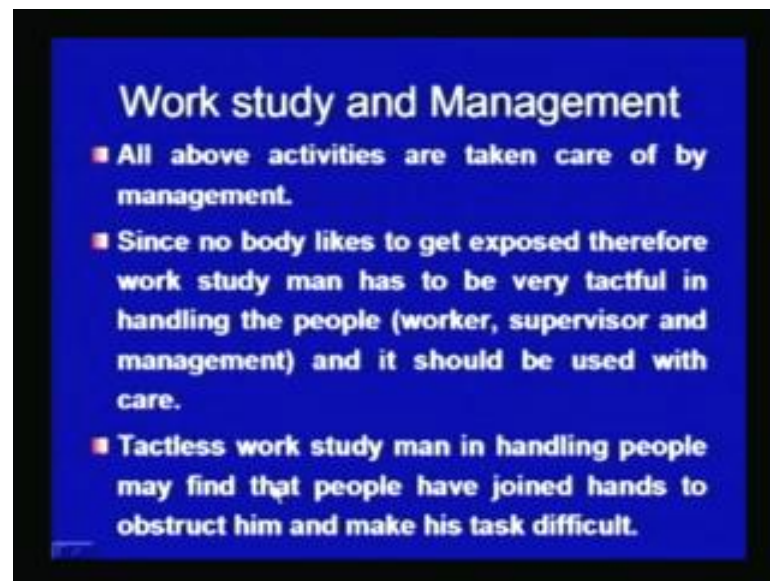 Work study and Management
All above activities are taken care of by
management.
Since no body likes to get exposed therefore
work study man has to be very tactful in
handling the people (worker, supervisor and
management) and it should be used with
care.
Tactless work study man in handling people
may find that people have joined hands to
obstruct him and make his task difficult.